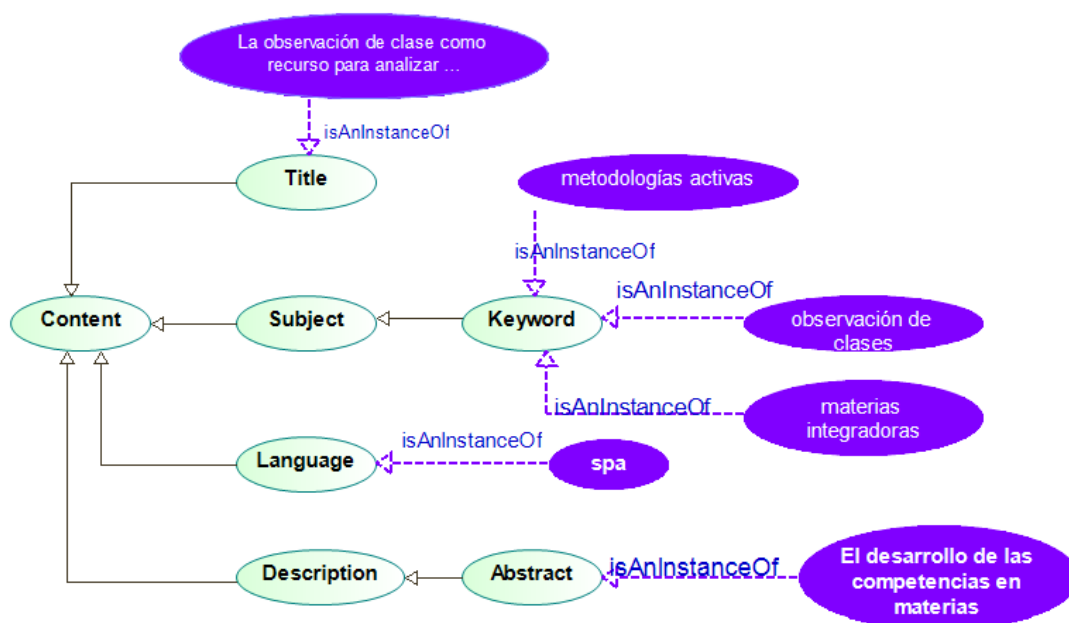 La observación de clase como
recurso para analizar ...
isAnInstanceOf
Title
metodologías activas
isAnInstanceOf
isAnInstanceOf
Content
Subject
Keyword
observación de
clases
isAnInstanceOf
materias
integradoras
isAnInstanceOf
Language
spa
Description
Abstract
isAnInstanceOf
El desarrollo de las
competencias en
materias